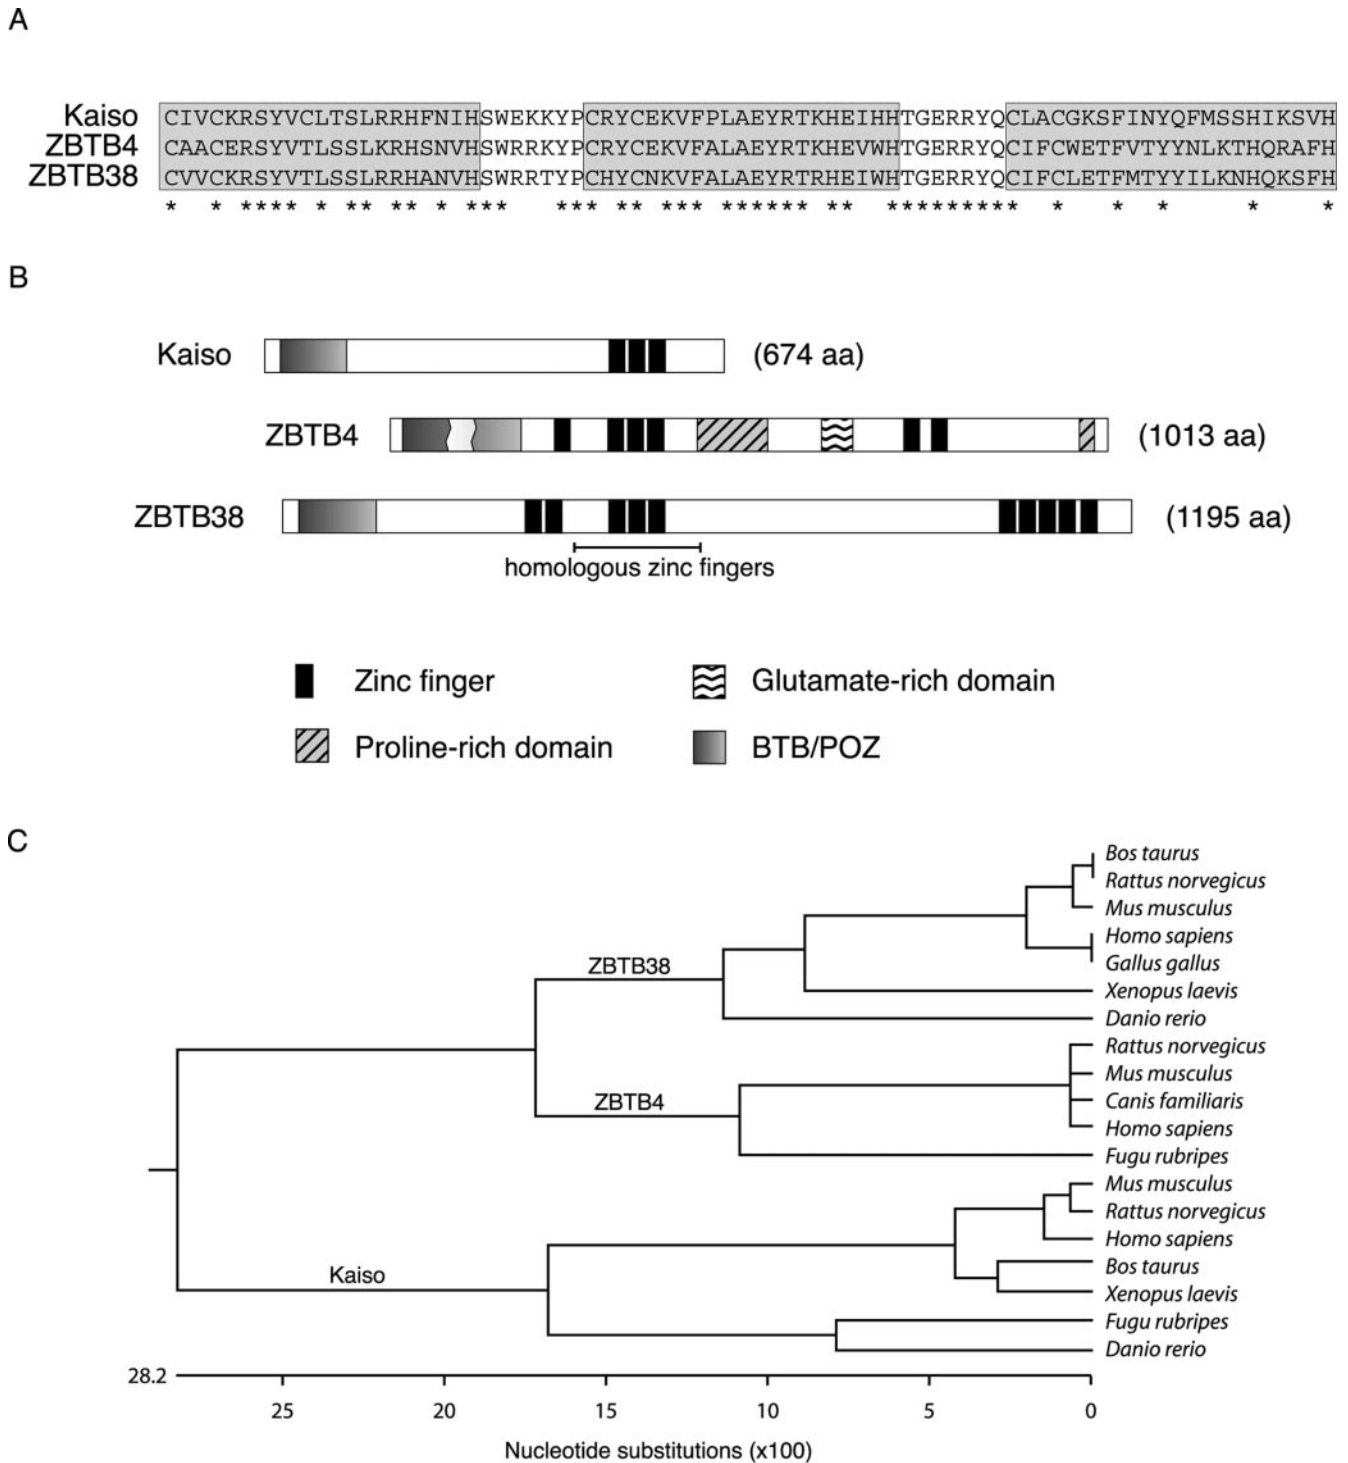 A
Kaiso CIVCKRSYVCLTSLRRHFNIHSWEKKYPCRYCEKVFPLAEYRTKHEIHHTGERRYQCLACGKSFINYQFMSSHIKSVH
ZBTB4 CAACERSYVTLSSLKRHSNVHSWRRKYPCRYCEKVFALAEYRTKHEVWHTGERRYQCIFCWETFVTYYNLKTHQRAFH
ZBTB38 CVVCKRSYVTLSSLRRHANVHSWRRTYPCHYCNKVFALAEYRTRHEIWHTGERRYQCIFCLETFMTYYILKNHQKSFH
* * **** * ** ** * *** *** ** *** ****** ** ********* * * * * *
B
Kaiso (674 aa)
ZBTB4 (1013 aa)
ZBTB38 (1195 aa)
homologous zinc fingers
Zinc finger Glutamate-rich domain
Proline-rich domain BTB/POZ
C
Bos taurus
Rattus norvegicus
Mus musculus
Homo sapiens
Gallus gallus
ZBTB38
Xenopus laevis
Danio rerio
Rattus norvegicus
Mus musculus
Canis familiaris
ZBTB4
Homo sapiens
Fugu rubripes
Mus musculus
Rattus norvegicus
Homo sapiens
Bos taurus
Kaiso
Xenopus laevis
Fugu rubripes
Danio rerio
28.2
25 20 15 10 5 0
Nucleotide substitutions (x100)